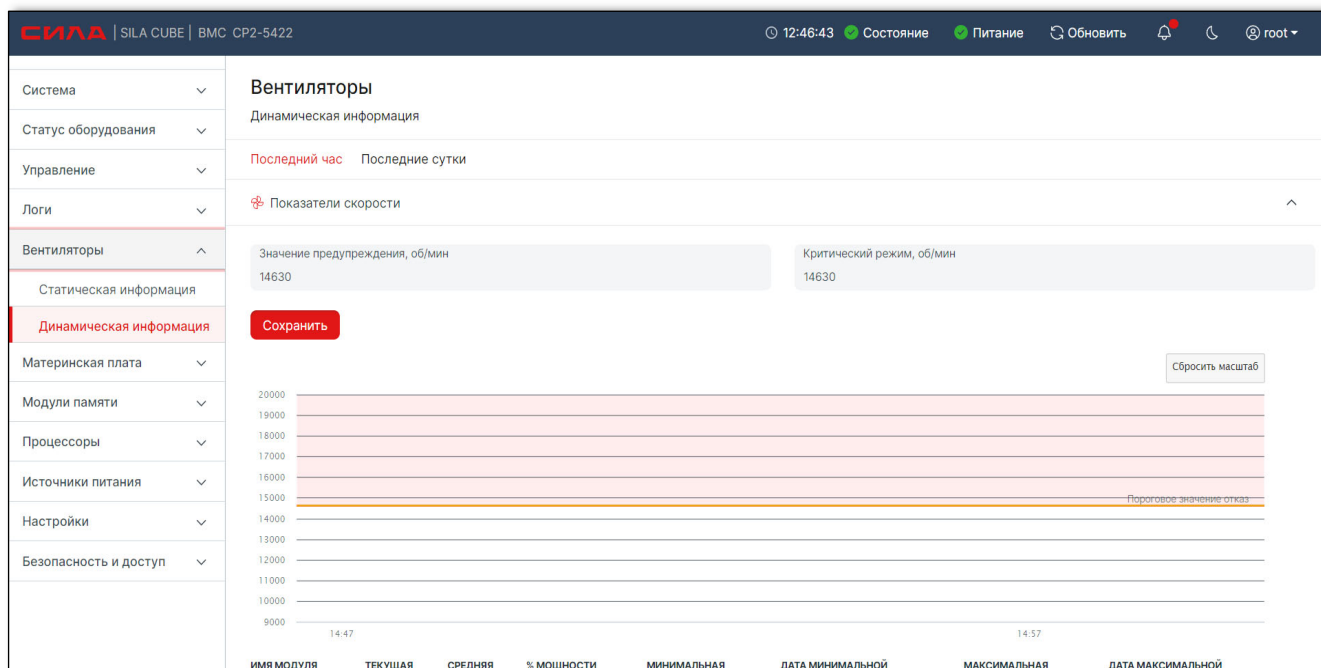 СИЛА | SILA CUBE | BMC CP2-5422
12:46:43 Состояние Питание Обновить root
Система
Статус оборудования
Управление
Логи
Вентиляторы
Статическая информация
Динамическая информация
Материнская плата
Модули памяти
Процессоры
Источники питания
Настройки
Безопасность и доступ
Вентиляторы
Динамическая информация
Последний час Последние сутки
Показатели скорости
Значение предупреждения, об/мин
14630
Критический режим, об/мин
14630
Сохранить
Сбросить масштаб
20000
19000
18000
17000
16000
15000
Пороговое значение отказ
14000
13000
12000
11000
10000
9000
14:47 14:57
ИМЯ МОДУЛЯ ТЕКУЩАЯ СРЕДНЯЯ % МОЩНОСТИ МИНИМАЛЬНАЯ ДАТА МИНИМАЛЬНОЙ МАКСИМАЛЬНАЯ ДАТА МАКСИМАЛЬНОЙ